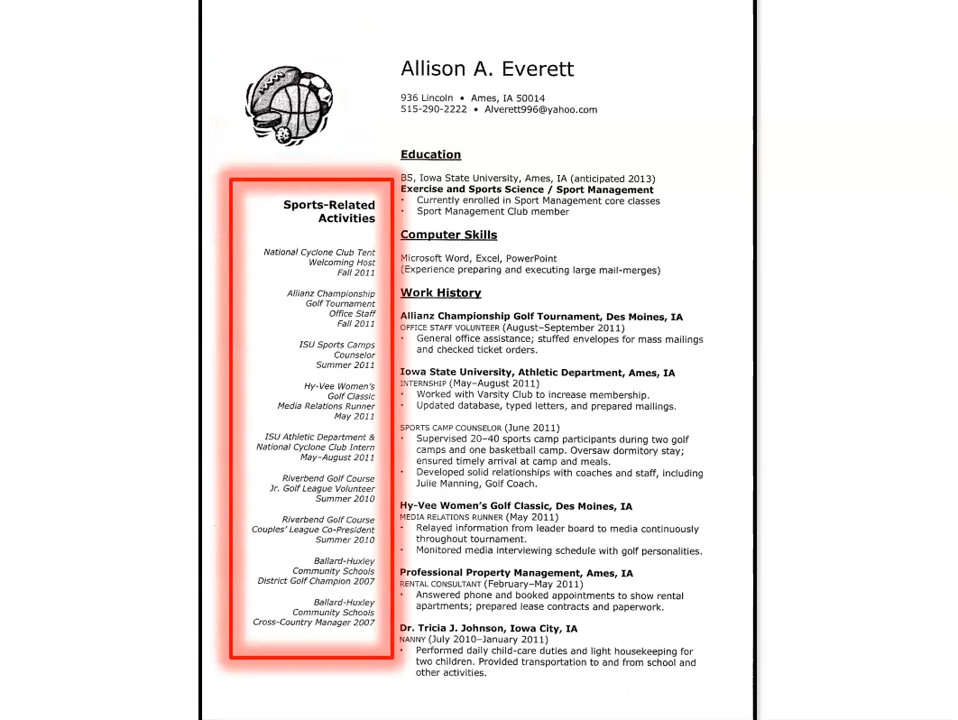 Allison A. Everett
936 Lincoln • Ames, IA 50014
515-290-2222 • Alverett996@yahoo.com
Sports-Related
Activities
National Cyclone Club Tent
Welcoming Host
Fall 2011
Allianz Championship
Golf Tournament
Office Staff
Fall 2011
ISU Sports Camps
Counselor
Summer 2011
Hy-Vee Women's
Golf Classic
Media Relations Runner
May 2011
ISU Athletic Department &
National Cyclone Club Intern
May–August 2011
Riverbend Golf Course
Jr. Golf League Volunteer
Summer 2010
Riverbend Golf Course
Couples' League Co-President
Summer 2010
Ballard-Huxley
Community Schools
District Golf Champion 2007
Ballard-Huxley
Community Schools
Cross-Country Manager 2007
Education
BS, Iowa State University, Ames, IA (anticipated 2013)
Exercise and Sports Science / Sport Management
• Currently enrolled in Sport Management core classes
• Sport Management Club member
Computer Skills
Microsoft Word, Excel, PowerPoint
(Experience preparing and executing large mail-merges)
Work History
Allianz Championship Golf Tournament, Des Moines, IA
OFFICE STAFF VOLUNTEER (August–September 2011)
• General office assistance; stuffed envelopes for mass mailings
and checked ticket orders.
Iowa State University, Athletic Department, Ames, IA
INTERNSHIP (May–August 2011)
• Worked with Varsity Club to increase membership.
• Updated database, typed letters, and prepared mailings.
SPORTS CAMP COUNSELOR (June 2011)
• Supervised 20–40 sports camp participants during two golf
camps and one basketball camp. Oversaw dormitory stay;
ensured timely arrival at camp and meals.
• Developed solid relationships with coaches and staff, including
Julie Manning, Golf Coach.
Hy-Vee Women's Golf Classic, Des Moines, IA
MEDIA RELATIONS RUNNER (May 2011)
• Relayed information from leader board to media continuously
throughout tournament.
• Monitored media interviewing schedule with golf personalities.
Professional Property Management, Ames, IA
RENTAL CONSULTANT (February–May 2011)
• Answered phone and booked appointments to show rental
apartments; prepared lease contracts and paperwork.
Dr. Tricia J. Johnson, Iowa City, IA
NANNY (July 2010–January 2011)
• Performed daily child-care duties and light housekeeping for
two children. Provided transportation to and from school and
other activities.